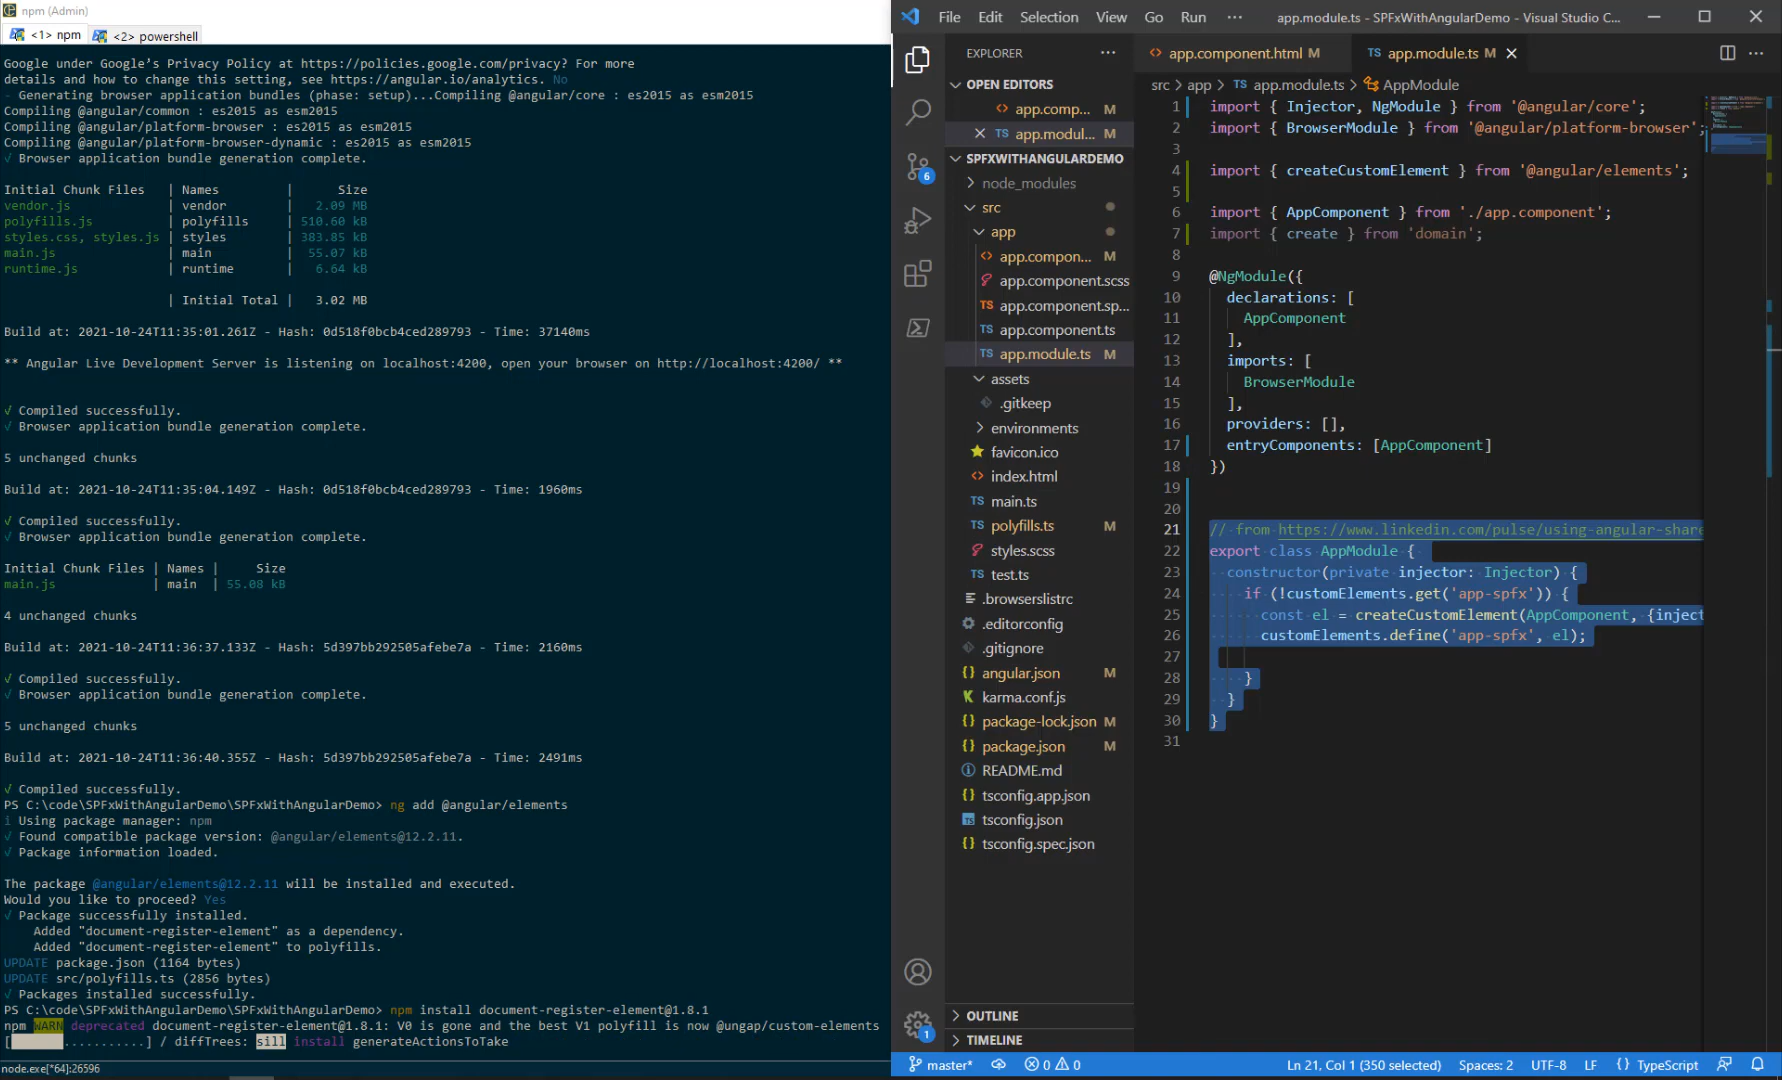 npm (Admin)
<1> npm
<2> powershell
Google under Google’s Privacy Policy at https://policies.google.com/privacy? For more
details and how to change this setting, see https://angular.io/analytics. No
- Generating browser application bundles (phase: setup)...Compiling @angular/core : es2015 as esm2015
Compiling @angular/common : es2015 as esm2015
Compiling @angular/platform-browser : es2015 as esm2015
Compiling @angular/platform-browser-dynamic : es2015 as esm2015
√ Browser application bundle generation complete.
Initial Chunk Files | Names | Size
vendor.js | vendor | 2.09 MB
polyfills.js | polyfills | 510.60 kB
styles.css, styles.js | styles | 383.85 kB
main.js | main | 55.07 kB
runtime.js | runtime | 6.64 kB
| Initial Total | 3.02 MB
Build at: 2021-10-24T11:35:01.261Z - Hash: 0d518f0bcb4ced289793 - Time: 37140ms
** Angular Live Development Server is listening on localhost:4200, open your browser on http://localhost:4200/ **
√ Compiled successfully.
√ Browser application bundle generation complete.
5 unchanged chunks
Build at: 2021-10-24T11:35:04.149Z - Hash: 0d518f0bcb4ced289793 - Time: 1960ms
√ Compiled successfully.
√ Browser application bundle generation complete.
Initial Chunk Files | Names | Size
main.js | main | 55.08 kB
4 unchanged chunks
Build at: 2021-10-24T11:36:37.133Z - Hash: 5d397bb292505afebe7a - Time: 2160ms
√ Compiled successfully.
√ Browser application bundle generation complete.
5 unchanged chunks
Build at: 2021-10-24T11:36:40.355Z - Hash: 5d397bb292505afebe7a - Time: 2491ms
√ Compiled successfully.
PS C:\code\SPFxWithAngularDemo\SPFxWithAngularDemo> ng add @angular/elements
i Using package manager: npm
√ Found compatible package version: @angular/elements@12.2.11.
√ Package information loaded.
The package @angular/elements@12.2.11 will be installed and executed.
Would you like to proceed? Yes
√ Package successfully installed.
Added "document-register-element" as a dependency.
Added "document-register-element" to polyfills.
UPDATE package.json (1164 bytes)
UPDATE src/polyfills.ts (2856 bytes)
√ Packages installed successfully.
PS C:\code\SPFxWithAngularDemo\SPFxWithAngularDemo> npm install document-register-element@1.8.1
npm WARN deprecated document-register-element@1.8.1: V0 is gone and the best V1 polyfill is now @ungap/custom-elements
[ ...........] / diffTrees: sill install generateActionsToTake
node.exe[*64]:26596
File Edit Selection View Go Run ··· app.module.ts - SPFxWithAngularDemo - Visual Studio C...
EXPLORER ···
OPEN EDITORS
app.comp... M
TS app.modul... M
SPFXWITHANGULARDEMO
node_modules
src
app
app.compon... M
app.component.scss
TS app.component.sp...
TS app.component.ts
TS app.module.ts M
assets
.gitkeep
environments
favicon.ico
index.html
TS main.ts
TS polyfills.ts M
styles.scss
TS test.ts
.browserslistrc
.editorconfig
.gitignore
{} angular.json M
karma.conf.js
{} package-lock.json M
{} package.json M
README.md
{} tsconfig.app.json
TS tsconfig.json
{} tsconfig.spec.json
OUTLINE
TIMELINE
6
1
app.component.html M
TS app.module.ts M
src > app > TS app.module.ts > AppModule
1 import { Injector, NgModule } from '@angular/core';
2 import { BrowserModule } from '@angular/platform-browser';
3
4 import { createCustomElement } from '@angular/elements';
5
6 import { AppComponent } from './app.component';
7 import { create } from 'domain';
8
9 @NgModule({
10 declarations: [
11 AppComponent
12 ],
13 imports: [
14 BrowserModule
15 ],
16 providers: [],
17 entryComponents: [AppComponent]
18 })
19
20
21 // from https://www.linkedin.com/pulse/using-angular-share
22 export class AppModule {
23 constructor(private injector: Injector) {
24 if (!customElements.get('app-spfx')) {
25 const el = createCustomElement(AppComponent, {inject
26 customElements.define('app-spfx', el);
27
28 }
29 }
30 }
31
master* 0 0 Ln 21, Col 1 (350 selected) Spaces: 2 UTF-8 LF {} TypeScript